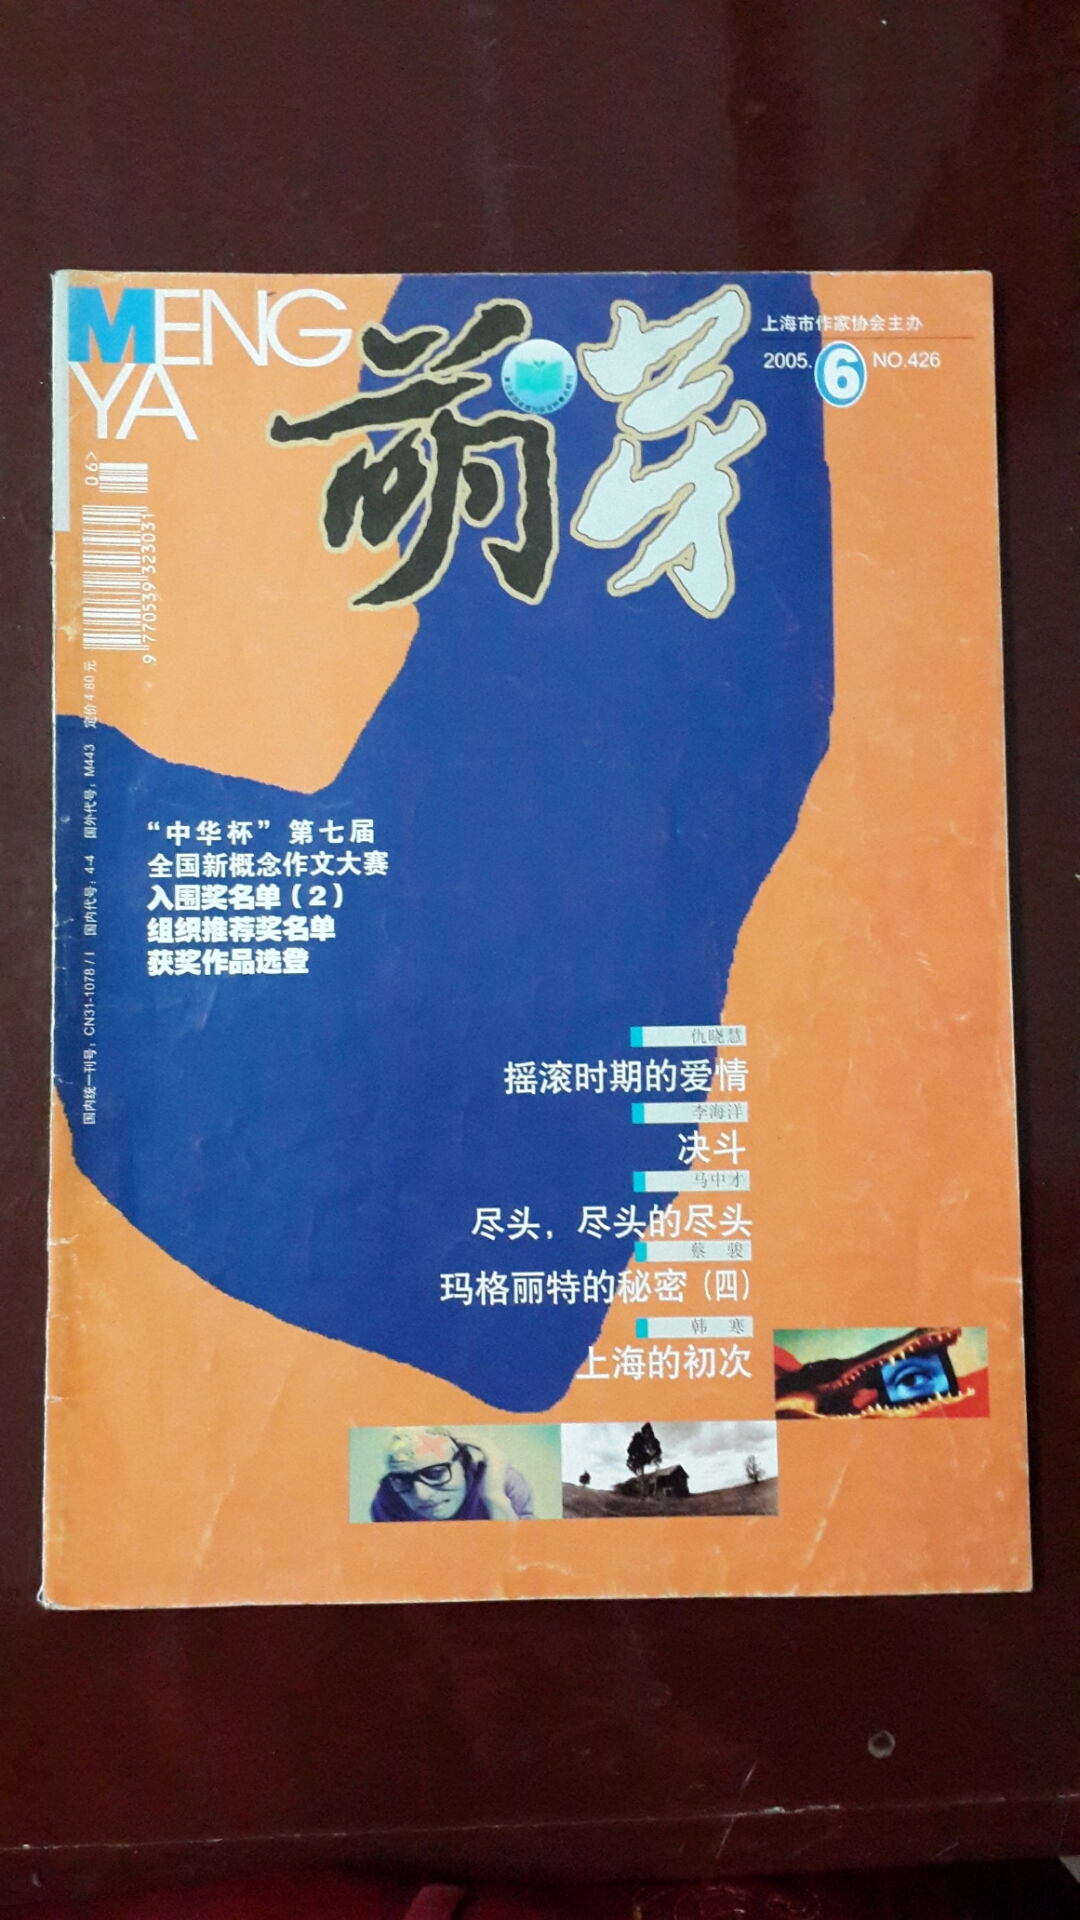 MENG
YA
萌芽
上海市作家协会主办
2005. 6 NO.426
06>
9 770539 323031
国内统一刊号：CN31-1078/I 国内代号：4-4 国外代号：M443 定价 4.80元
“中华杯”第七届
全国新概念作文大赛
入围奖名单（2）
组织推荐奖名单
获奖作品选登
仇晓慧
摇滚时期的爱情
李海洋
决斗
马中才
尽头，尽头的尽头
蔡骏
玛格丽特的秘密（四）
韩寒
上海的初次